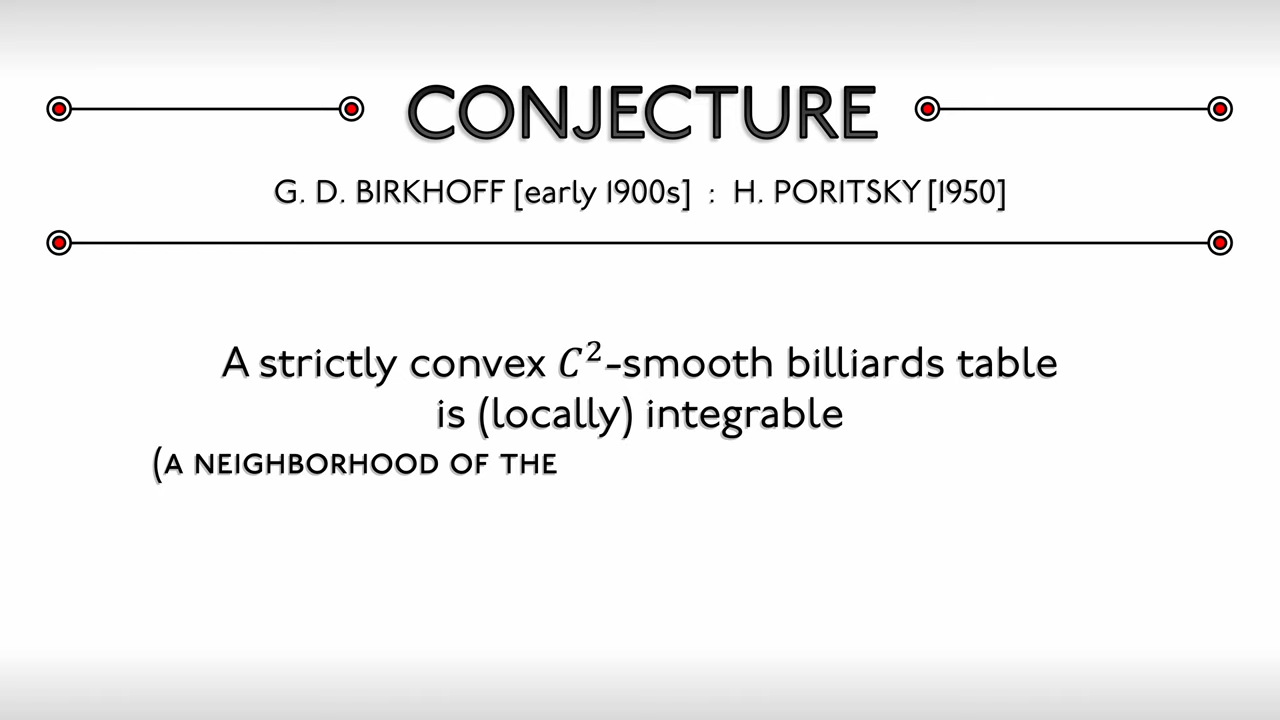 CONJECTURE
G. D. BIRKHOFF [early 1900s] : H. PORITSKY [1950]
A strictly convex C²-smooth billiards table
is (locally) integrable
(A NEIGHBORHOOD OF THE